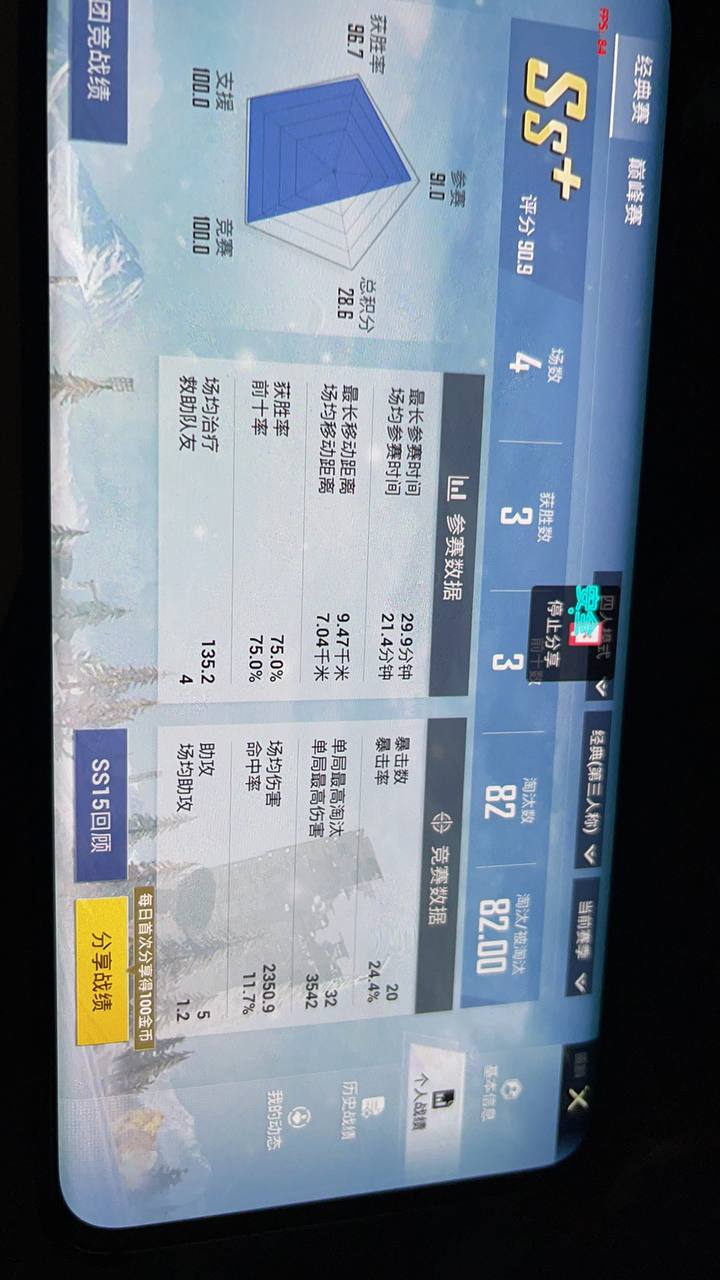 FPS: 84
经典赛 巅峰赛
四人模式
经典(第三人称)
当前赛季
停止分享
Ss+
评分 90.9
场数
4
获胜数
3
前十数
3
淘汰数
82
淘汰/被淘汰
82.00
参赛
91.0
获胜率
96.7
总积分
28.6
支援
100.0
竞赛
100.0
参赛数据
最长参赛时间 29.9分钟
场均参赛时间 21.4分钟
最长移动距离 9.47千米
场均移动距离 7.04千米
获胜率 75.0%
前十率 75.0%
场均治疗 135.2
救助队友 4
竞赛数据
暴击数 20
暴击率 24.4%
单局最高淘汰 32
单局最高伤害 3542
场均伤害 2350.9
命中率 11.7%
助攻 5
场均助攻 1.2
基本信息
个人战绩
历史战绩
我的动态
每日首次分享得100金币
团竞战绩
SS15回顾
分享战绩